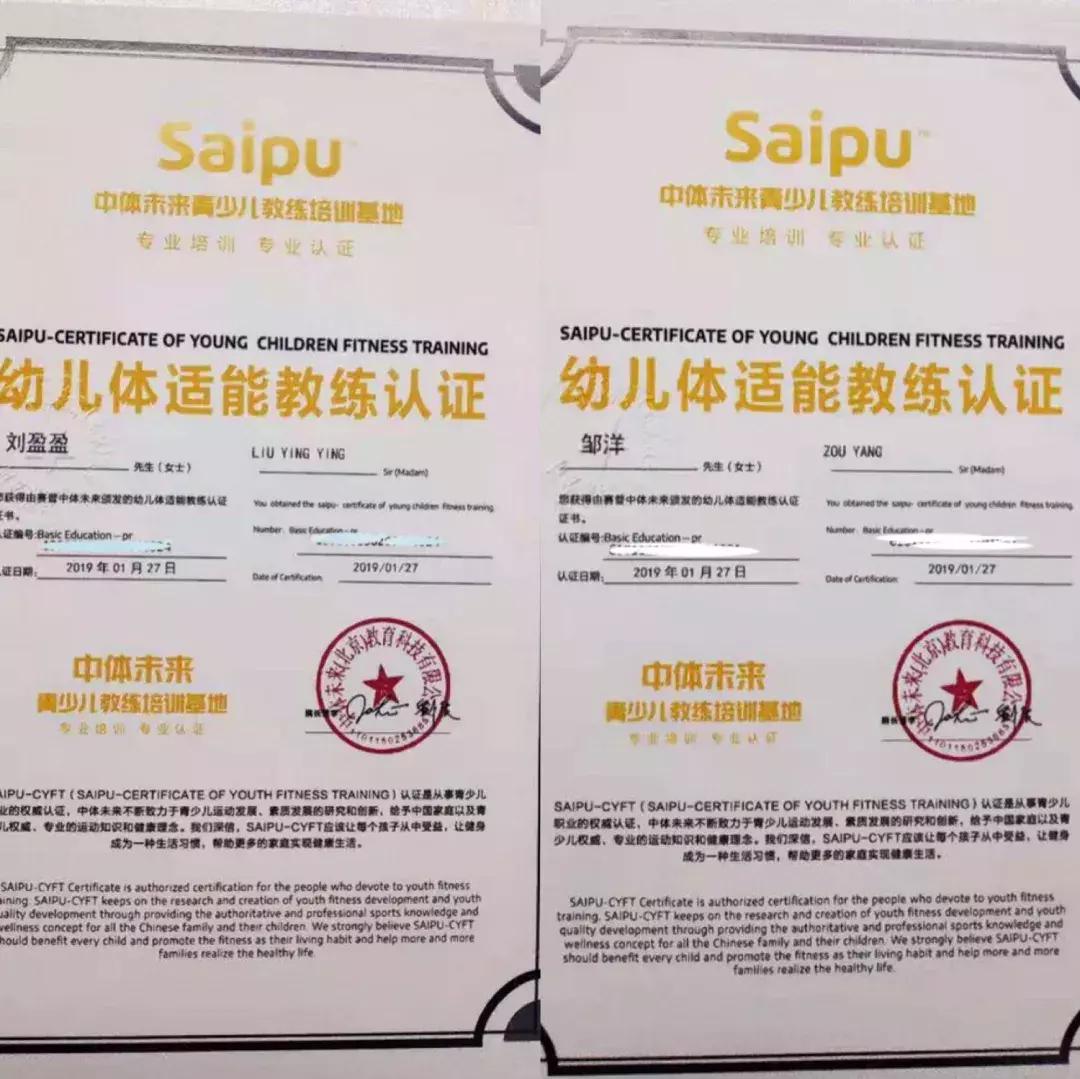 Saipu™
中体未来青少儿教练培训基地
专业培训 专业认证
SAIPU-CERTIFICATE OF YOUNG CHILDREN FITNESS TRAINING
幼儿体适能教练认证
刘盈盈
先生（女士）
LIU YING YING
Sir (Madam)
获得由赛普中体未来颁发的幼儿体适能教练认证
证书。
You obtained the saipu- certificate of young children fitness training.
证编号:Basic Education-pr
Number: Basic Education-pr
证日期: 2019 年 01 月 27 日
Date of Certification: 2019/01/27
中体未来
青少儿教练培训基地
专业培训 专业认证
中体未来(北京)教育科技有限公
AIPU-CYFT ( SAIPU-CERTIFICATE OF YOUTH FITNESS TRAINING ) 认证是从事青少儿
业的权威认证，中体未来不断致力于青少儿运动发展、素质发展的研究和创新，给予中国家庭以及青
儿权威、专业的运动知识和健康理念。我们深信，SAIPU-CYFT应该让每个孩子从中受益，让健身
成为一种生活习惯，帮助更多的家庭实现健康生活。
SAIPU-CYFT Certificate is authorized certification for the people who devote to youth fitness
aining. SAIPU-CYFT keeps on the research and creation of youth fitness development and youth
uality development through providing the authoritative and professional sports knowledge and
wellness concept for all the Chinese family and their children. We strongly believe SAIPU-CYFT
hould benefit every child and promote the fitness as their living habit and help more and more
families realize the healthy life.
Saipu™
中体未来青少儿教练培训基地
专业培训 专业认证
SAIPU-CERTIFICATE OF YOUNG CHILDREN FITNESS TRAINING
幼儿体适能教练认证
邹洋
先生（女士）
ZOU YANG
Sir (Madam)
您获得由赛普中体未来颁发的幼儿体适能教练认证
证书。
You obtained the saipu- certificate of young children fitness training.
认证编号:Basic Education-pr
Number: Basic Education-pr
认证日期: 2019 年 01 月 27 日
Date of Certification: 2019/01/27
中体未来
青少儿教练培训基地
专业培训 专业认证
中体未来(北京)教育科技有限公
SAIPU-CYFT ( SAIPU-CERTIFICATE OF YOUTH FITNESS TRAINING ) 认证是从事青少儿
职业的权威认证，中体未来不断致力于青少儿运动发展、素质发展的研究和创新，给予中国家庭以及青
少儿权威、专业的运动知识和健康理念。我们深信，SAIPU-CYFT应该让每个孩子从中受益，让健身
成为一种生活习惯，帮助更多的家庭实现健康生活。
SAIPU-CYFT Certificate is authorized certification for the people who devote to youth fitness
training. SAIPU-CYFT keeps on the research and creation of youth fitness development and youth
quality development through providing the authoritative and professional sports knowledge and
wellness concept for all the Chinese family and their children. We strongly believe SAIPU-CYFT
should benefit every child and promote the fitness as their living habit and help more and more
families realize the healthy life.